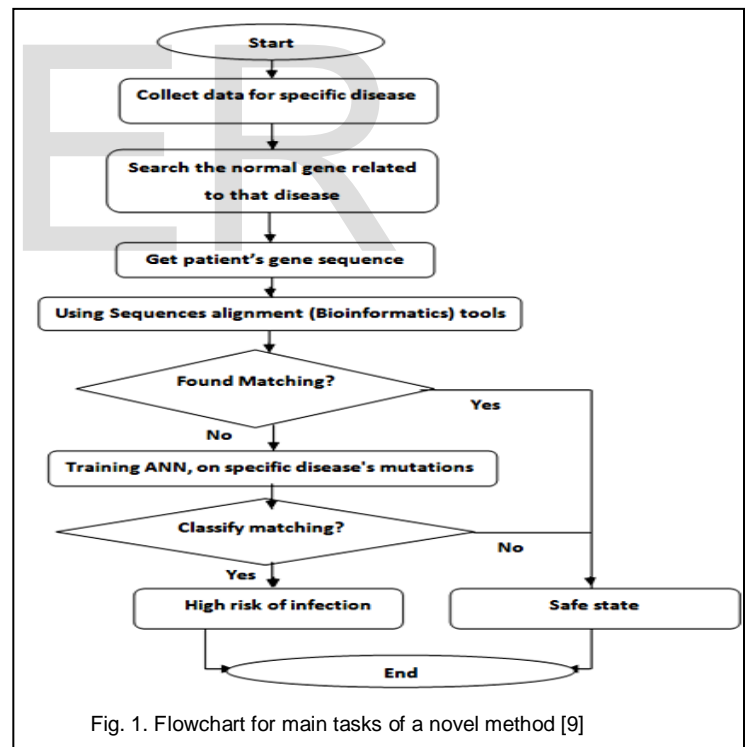 ER
Start
Collect data for specific disease
Search the normal gene related
to that disease
Get patient's gene sequence
Using Sequences alignment (Bioinformatics) tools
Found Matching?
Yes
No
Training ANN, on specific disease's mutations
Classify matching?
No
Yes
High risk of infection
Safe state
End
Fig. 1. Flowchart for main tasks of a novel method [9]